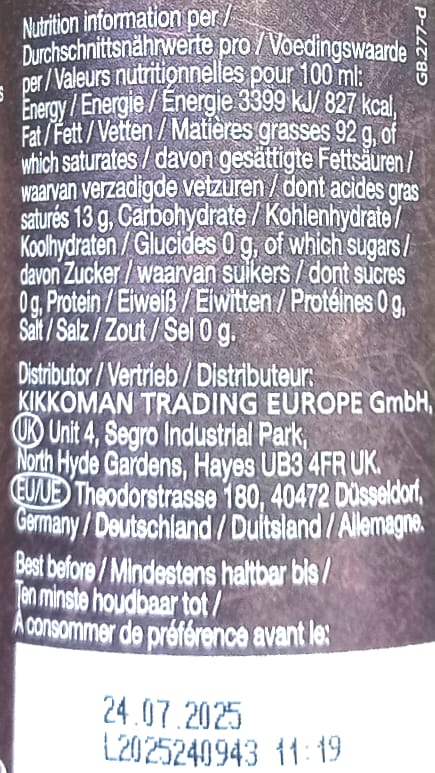 Nutrition information per /
Durchschnittsnährwerte pro / Voedingswaarde
per / Valeurs nutritionnelles pour 100 ml:
Energy / Energie / Énergie 3399 kJ/ 827 kcal,
Fat / Fett / Vetten / Matières grasses 92 g, of
which saturates / davon gesättigte Fettsäuren /
waarvan verzadigde vetzuren / dont acides gras
saturés 13 g, Carbohydrate / Kohlenhydrate /
Koolhydraten / Glucides 0 g, of which sugars /
davon Zucker / waarvan suikers / dont sucres
0 g, Protein / Eiweiß / Eiwitten / Protéines 0 g,
Salt / Salz / Zout / Sel 0 g.
Distributor / Vertrieb / Distributeur:
KIKKOMAN TRADING EUROPE GmbH,
UK Unit 4, Segro Industrial Park,
North Hyde Gardens, Hayes UB3 4FR UK.
EU/UE Theodorstrasse 180, 40472 Düsseldorf,
Germany / Deutschland / Duitsland / Allemagne.
Best before / Mindestens haltbar bis /
Ten minste houdbaar tot /
À consommer de préférence avant le:
24.07.2025
L2025240943 11:19
GB.277-d